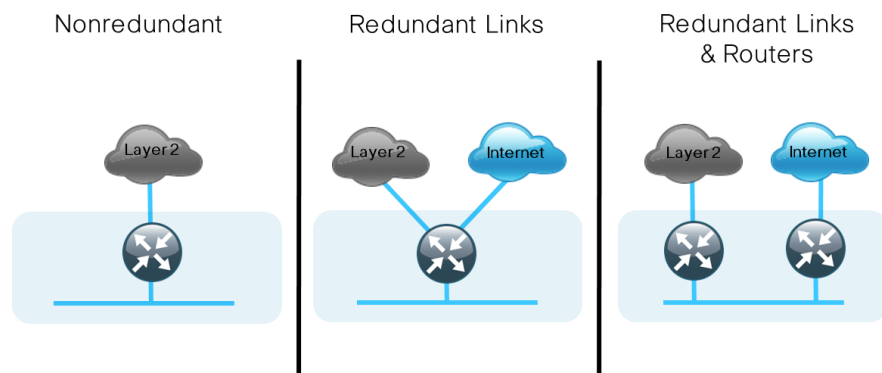 Nonredundant
Redundant Links
Redundant Links
& Routers
Layer 2
Layer 2
Internet
Layer 2
Internet